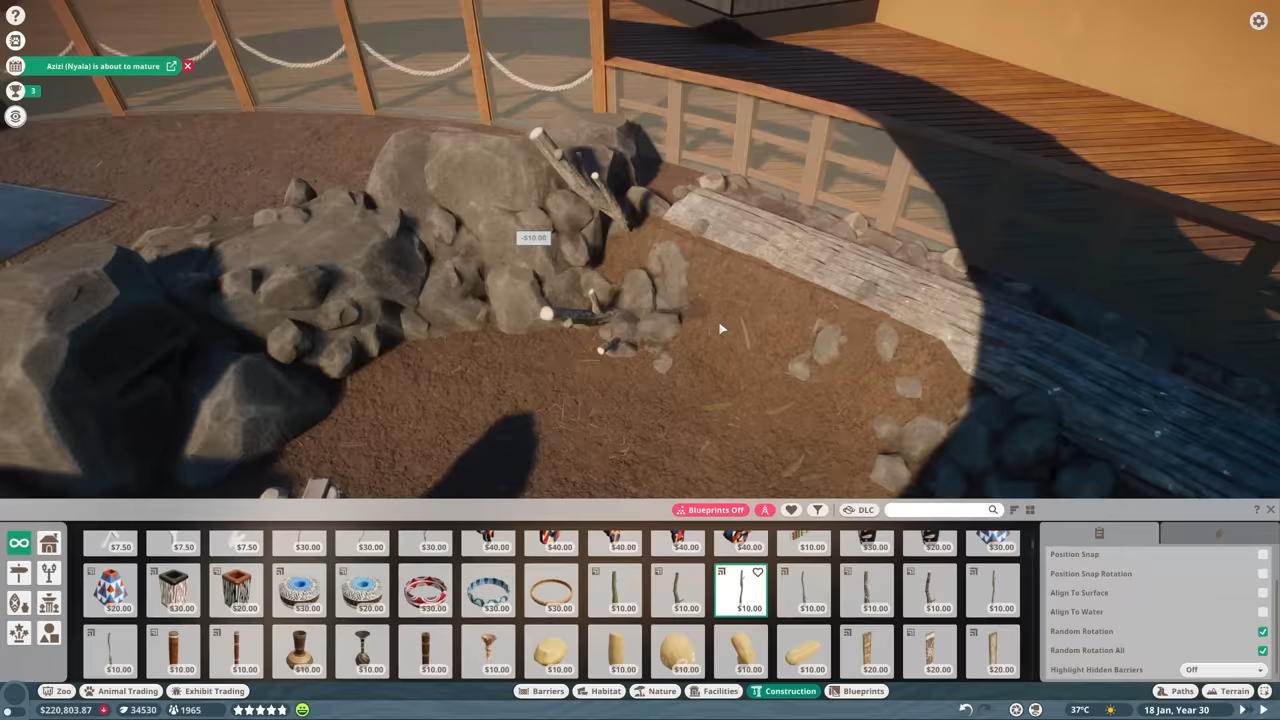 ?
Azizi (Nyala) is about to mature
3
-$10.00
Blueprints Off
DLC
?
$7.50 $7.50 $7.50 $30.00 $30.00 $30.00 $40.00 $40.00 $40.00 $40.00 $40.00 $10.00 $30.00 $20.00 $30.00
$20.00 $30.00 $20.00 $30.00 $20.00 $30.00 $30.00 $30.00 $10.00 $10.00 $10.00 $10.00 $10.00 $10.00 $10.00
$10.00 $10.00 $10.00 $10.00 $10.00 $10.00 $10.00 $10.00 $10.00 $10.00 $10.00 $10.00 $20.00 $20.00 $20.00
Position Snap
Position Snap Rotation
Align To Surface
Align To Water
Random Rotation
Random Rotation All
Highlight Hidden Barriers Off
Zoo Animal Trading Exhibit Trading Barriers Habitat Nature Facilities Construction Blueprints Paths Terrain
$220,803.87 34530 1965 37°C 18 Jan, Year 30